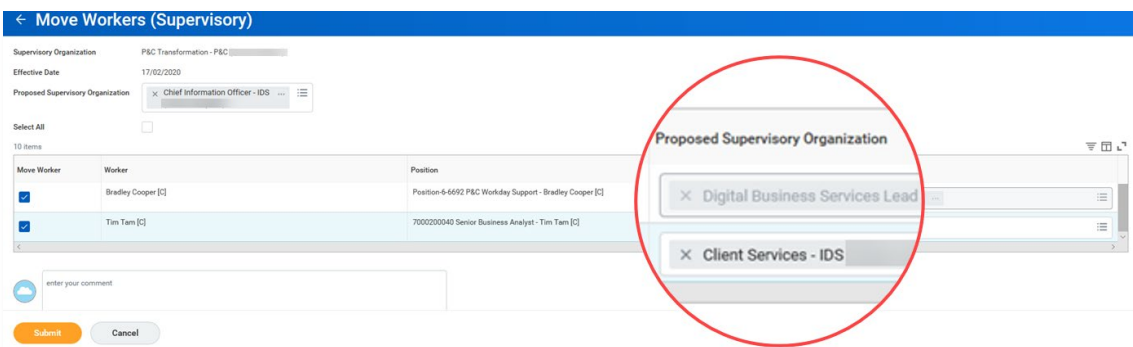 ← Move Workers (Supervisory)
Supervisory Organization P&C Transformation - P&C
Effective Date 17/02/2020
Proposed Supervisory Organization × Chief Information Officer - IDS ...
Select All
10 items
Move Worker Worker Position
Bradley Cooper [C] Position-6-6692 P&C Workday Support - Bradley Cooper [C]
Tim Tam [C] 7000200040 Senior Business Analyst - Tim Tam [C]
Proposed Supervisory Organization
× Digital Business Services Lead ...
× Client Services - IDS
enter your comment
Submit Cancel